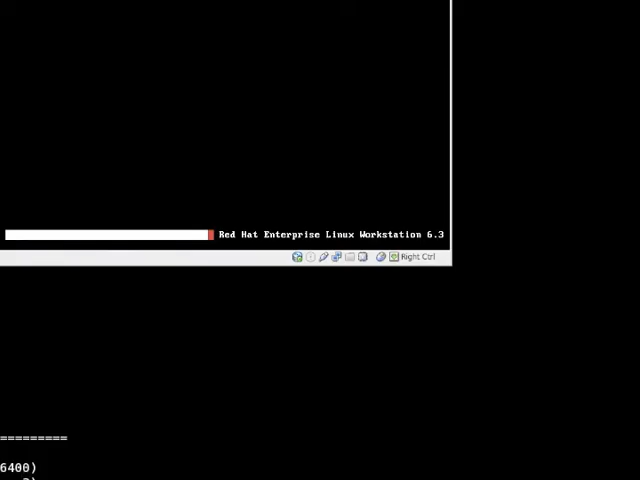 Red Hat Enterprise Linux Workstation 6.3
Right Ctrl
=========
6400)